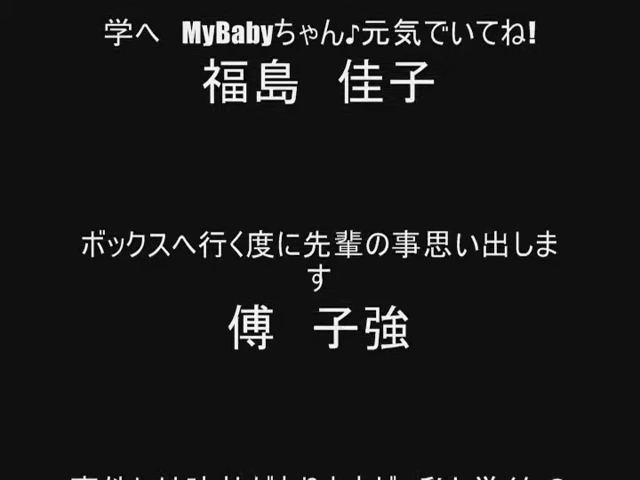 学へ　MyBabyちゃん♪元気でいてね!
福島　佳子
ボックスへ行く度に先輩の事思い出しま
す
傅　子強